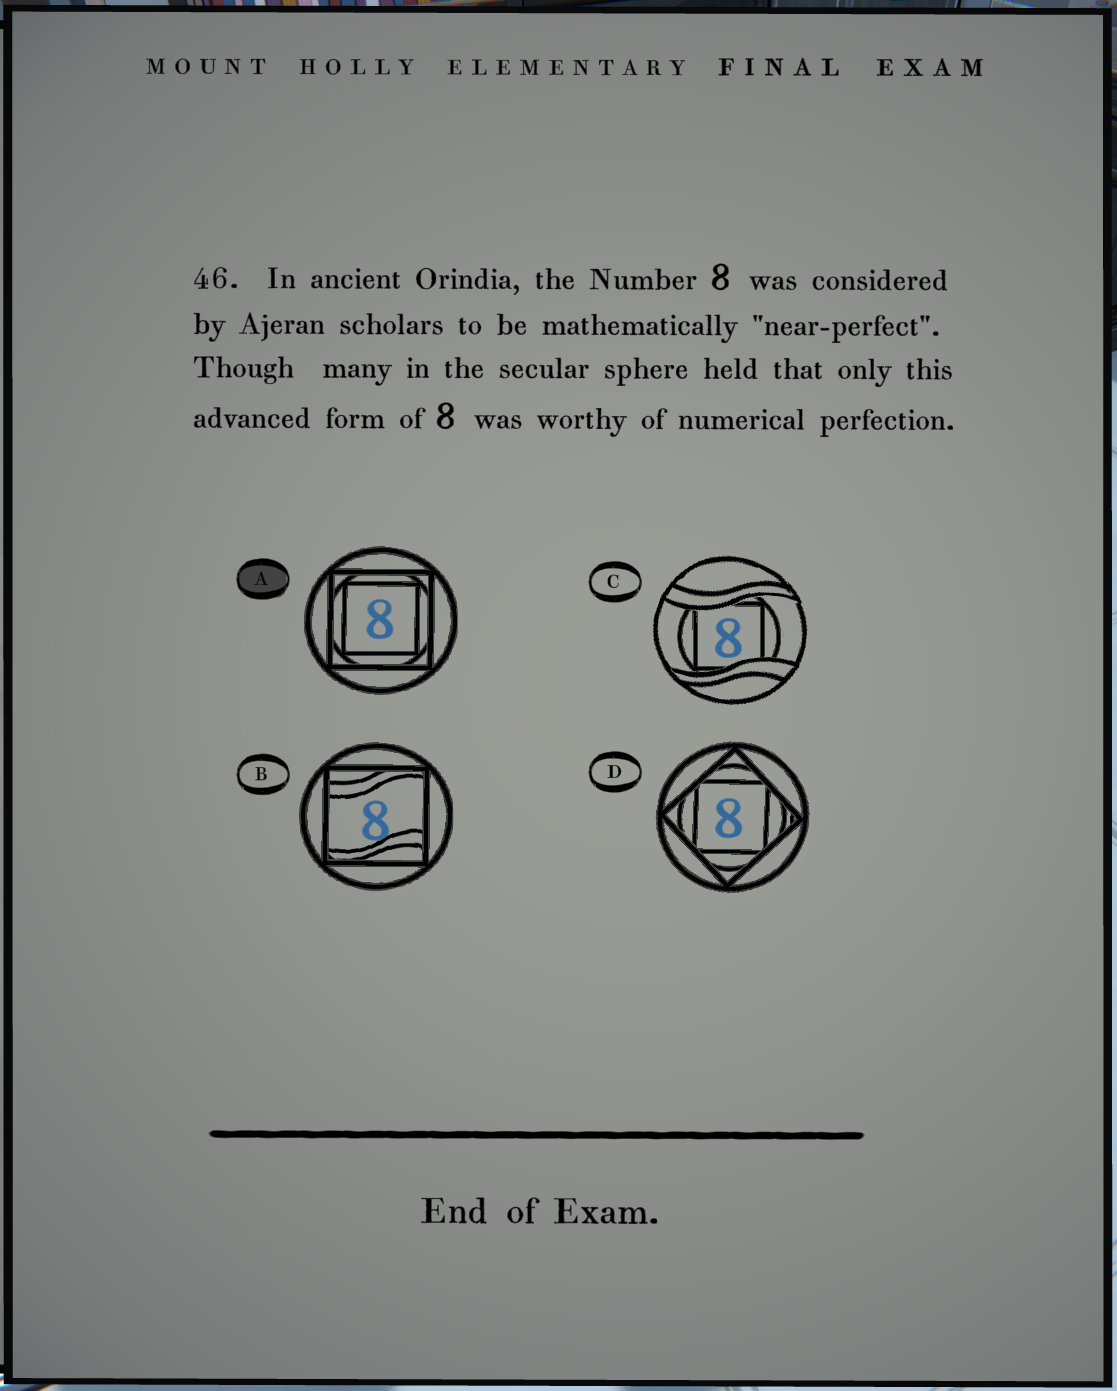 MOUNT HOLLY ELEMENTARY FINAL EXAM
46. In ancient Orindia, the Number 8 was considered
by Ajeran scholars to be mathematically "near-perfect".
Though many in the secular sphere held that only this
advanced form of 8 was worthy of numerical perfection.
A 8
C 8
B 8
D 8
End of Exam.